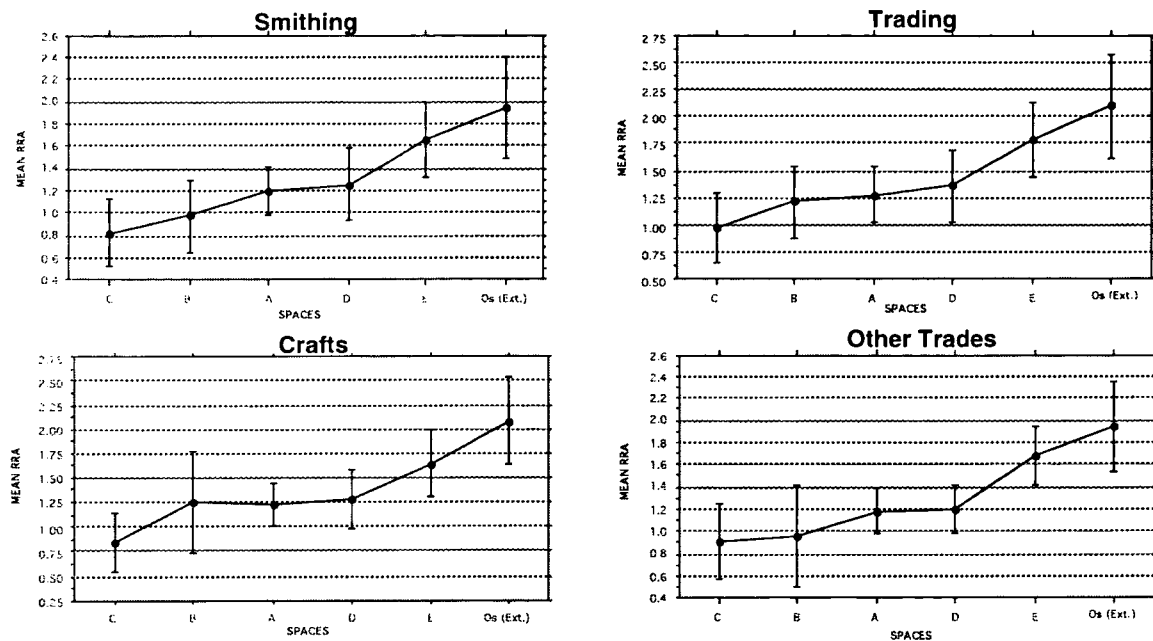 Smithing
2.6
2.4
2.2
2.0
1.8
1.6
1.4
1.2
1.0
0.8
0.6
0.4
MEAN RRA
C B A D E Os (Ext.)
SPACES
Trading
2.75
2.50
2.25
2.00
1.75
1.50
1.25
1.00
0.75
0.50
MEAN RRA
C B A D E Os (Ext.)
SPACES
Crafts
2.75
2.50
2.25
2.00
1.75
1.50
1.25
1.00
0.75
0.50
0.25
MEAN RRA
C B A D E Os (Ext.)
SPACES
Other Trades
2.6
2.4
2.2
2.0
1.8
1.6
1.4
1.2
1.0
0.8
0.6
0.4
MEAN RRA
C B A D E Os (Ext.)
SPACES